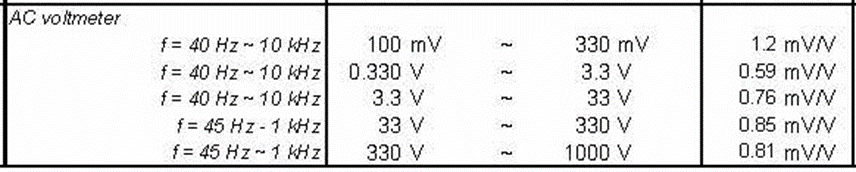 AC voltmeter
f = 40 Hz ~ 10 kHz 100 mV ~ 330 mV 1.2 mV/V
f = 40 Hz ~ 10 kHz 0.330 V ~ 3.3 V 0.59 mV/V
f = 40 Hz ~ 10 kHz 3.3 V ~ 33 V 0.76 mV/V
f = 45 Hz - 1 kHz 33 V ~ 330 V 0.85 mV/V
f = 45 Hz ~ 1 kHz 330 V ~ 1000 V 0.81 mV/V